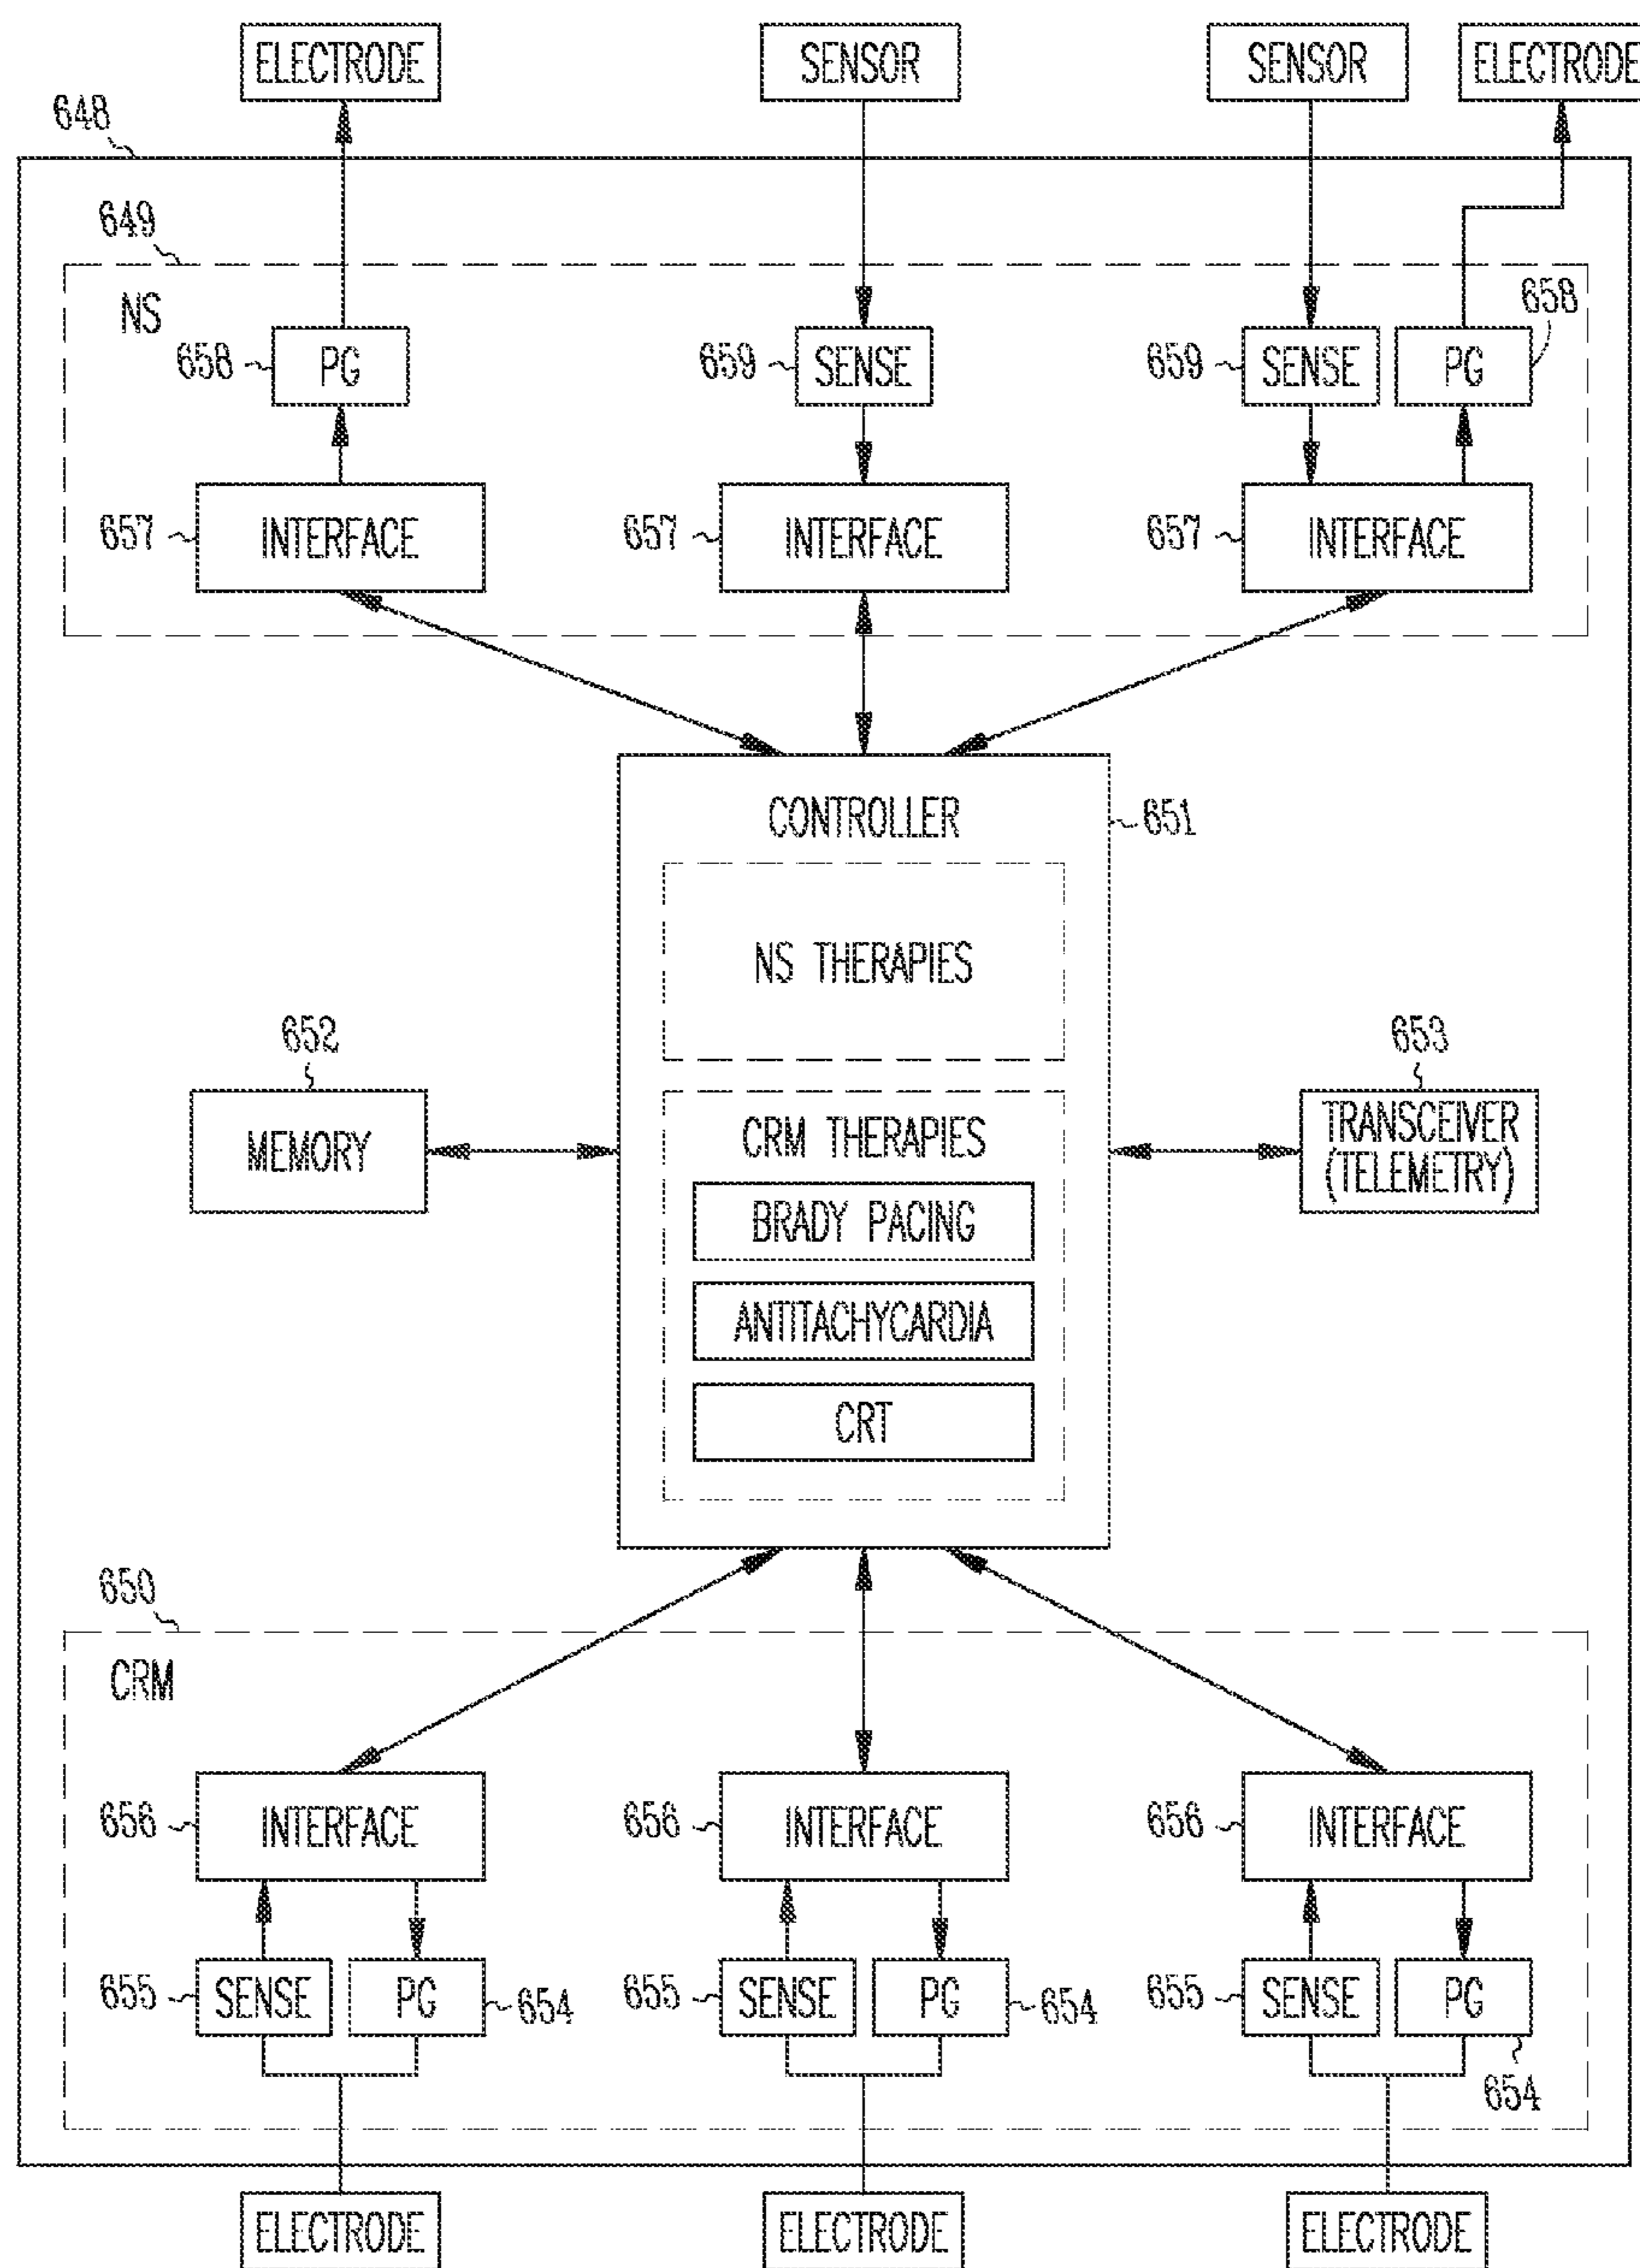 ELECTRODE
SENSOR
SENSOR
ELECTRODE
648
649
NS
658
PG
659
SENSE
659
SENSE
PG
658
657
INTERFACE
657
INTERFACE
657
INTERFACE
CONTROLLER
651
NS THERAPIES
652
653
MEMORY
CRM THERAPIES
TRANSCEIVER
(TELEMETRY)
BRADY PACING
ANTITACHYCARDIA
CRT
650
CRM
656
INTERFACE
656
INTERFACE
656
INTERFACE
655
SENSE
PG
654
655
SENSE
PG
654
655
SENSE
PG
654
ELECTRODE
ELECTRODE
ELECTRODE